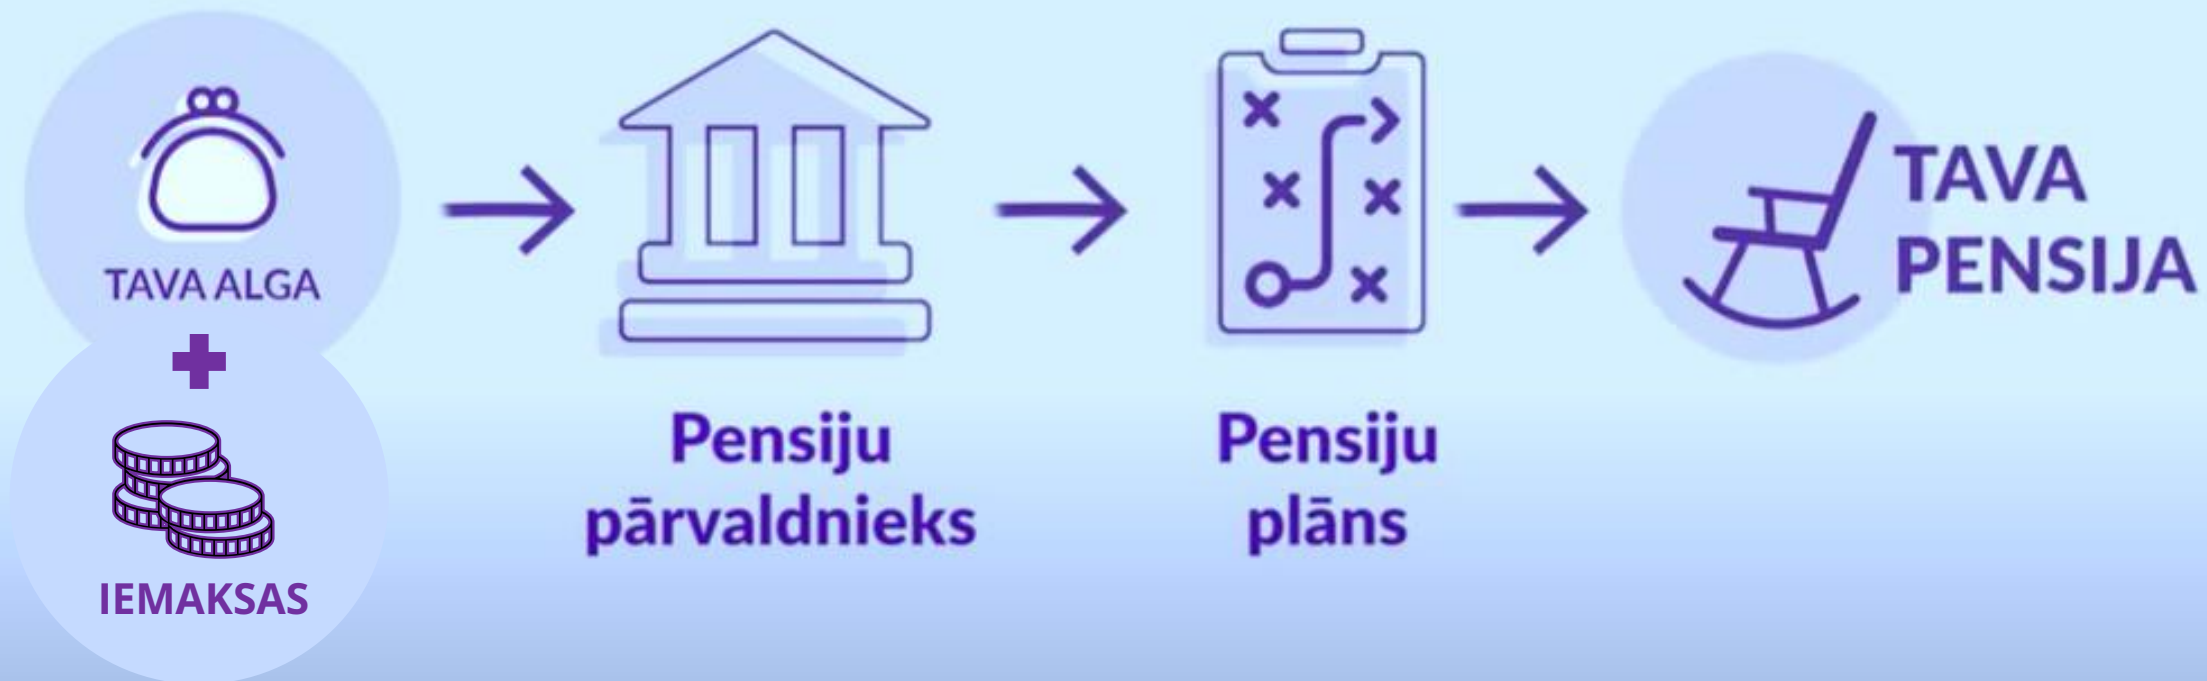 TAVA ALGA
IEMAKSAS
Pensiju
pārvaldnieks
Pensiju
plāns
TAVA
PENSIJA